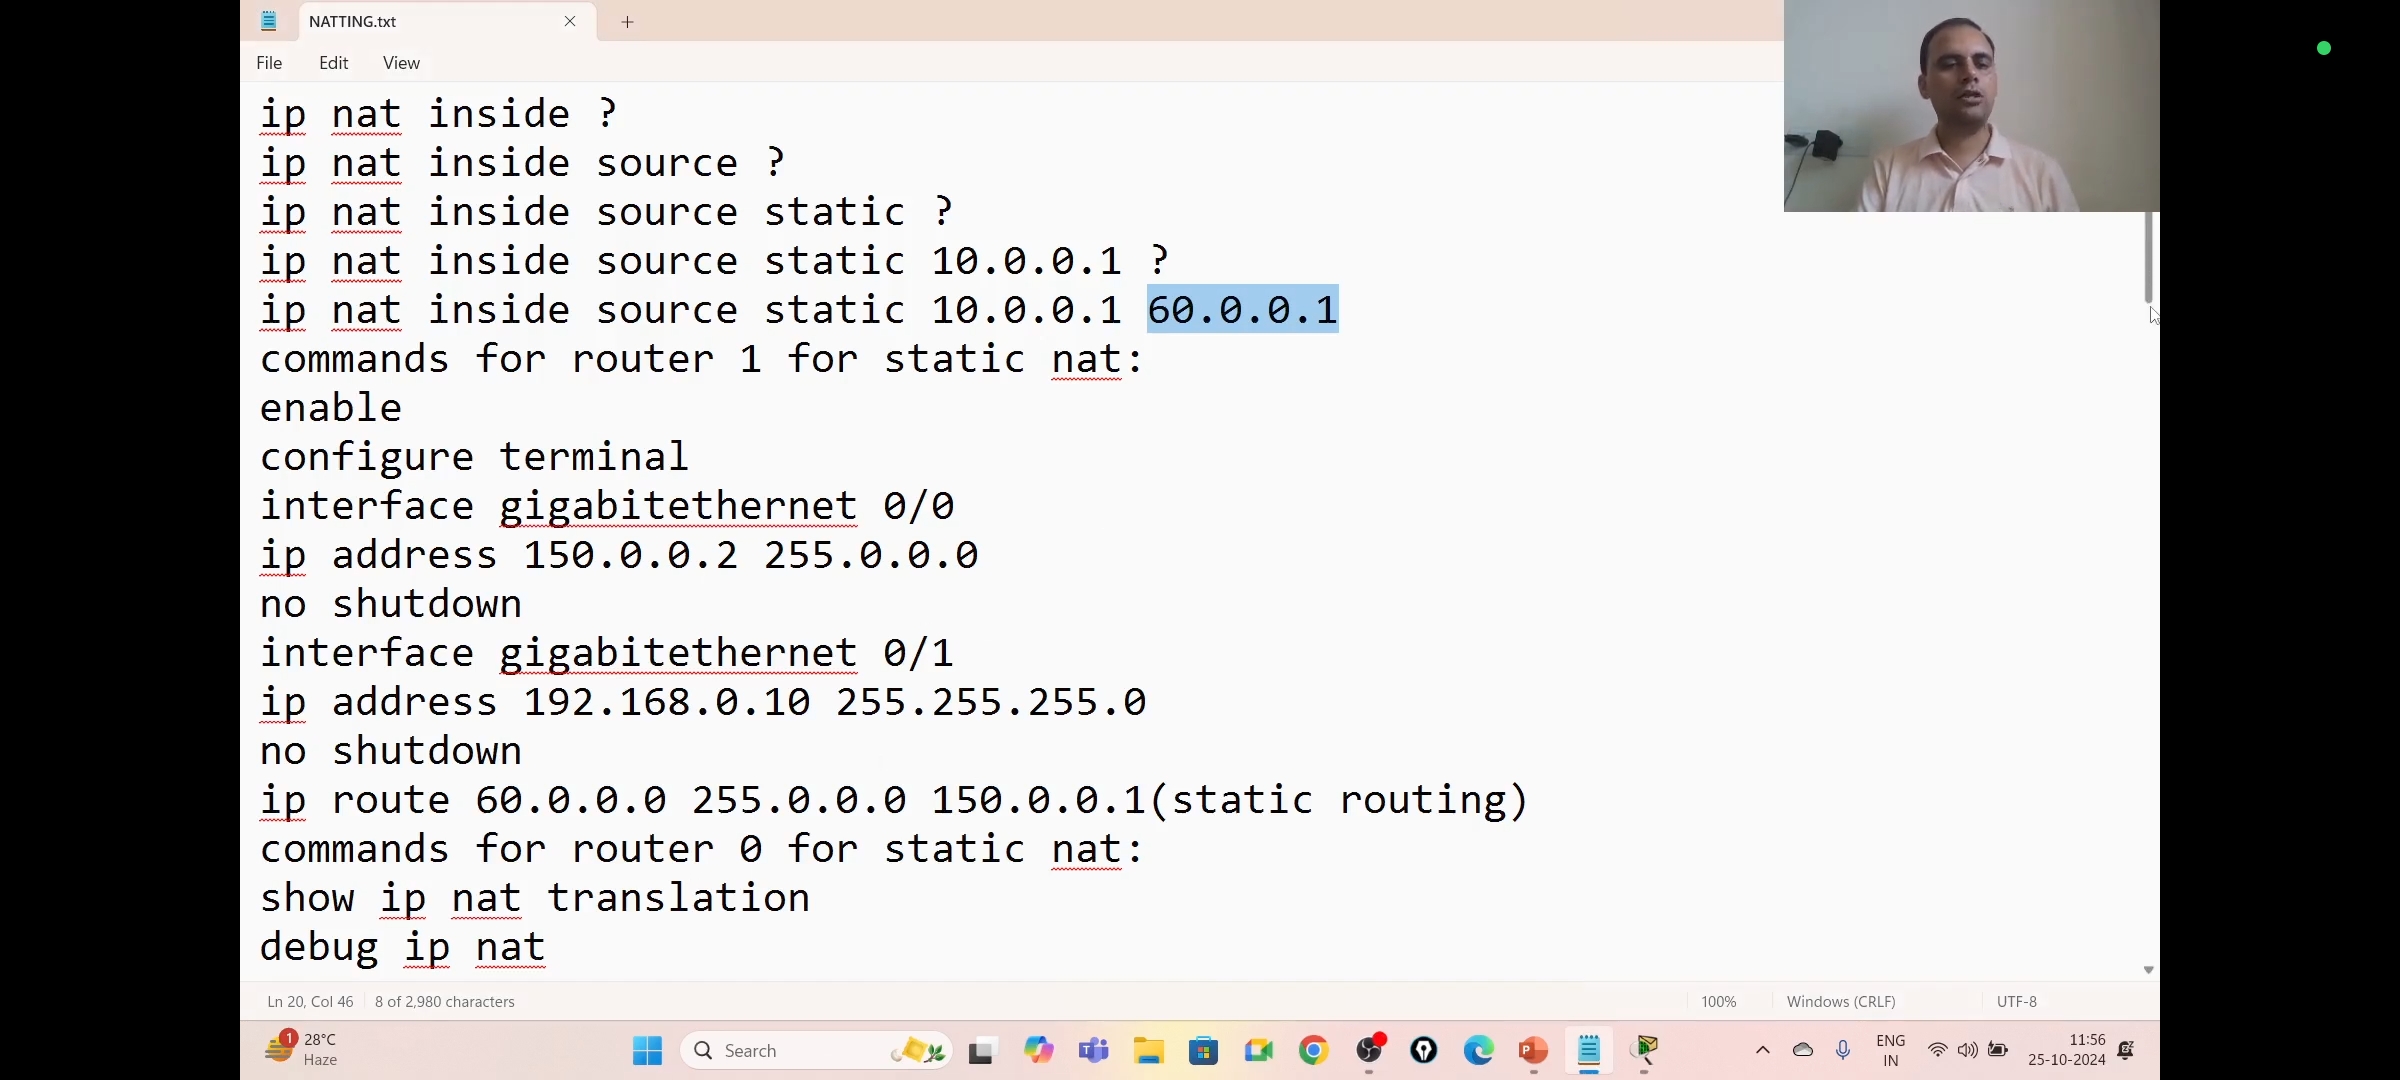 NATTING.txt
File Edit View
ip nat inside ?
ip nat inside source ?
ip nat inside source static ?
ip nat inside source static 10.0.0.1 ?
ip nat inside source static 10.0.0.1 60.0.0.1
commands for router 1 for static nat:
enable
configure terminal
interface gigabitethernet 0/0
ip address 150.0.0.2 255.0.0.0
no shutdown
interface gigabitethernet 0/1
ip address 192.168.0.10 255.255.255.0
no shutdown
ip route 60.0.0.0 255.0.0.0 150.0.0.1(static routing)
commands for router 0 for static nat:
show ip nat translation
debug ip nat
Ln 20, Col 46 8 of 2,980 characters 100% Windows (CRLF) UTF-8
1 28°C Search ENG 11:56
Haze IN 25-10-2024